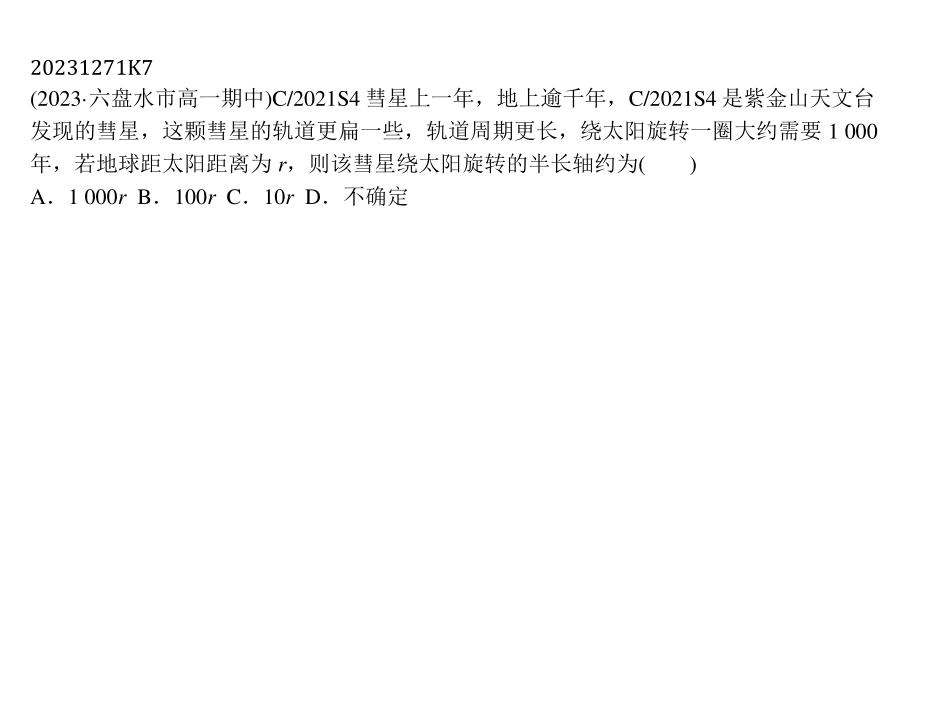 20231271K7
(2023·六盘水市高一期中)C/2021S4 彗星上一年，地上逾千年，C/2021S4 是紫金山天文台
发现的彗星，这颗彗星的轨道更扁一些，轨道周期更长，绕太阳旋转一圈大约需要 1 000
年，若地球距太阳距离为 r，则该彗星绕太阳旋转的半长轴约为(　　)
A．1 000r  B．100r  C．10r  D．不确定